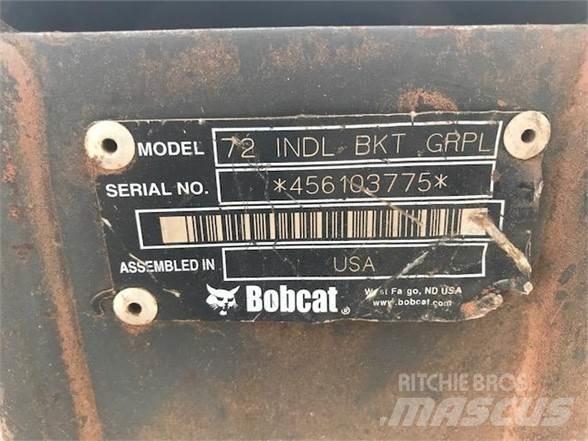 MODEL 72 INDL BKT GRPL
SERIAL NO. *456103775*
ASSEMBLED IN USA
Bobcat®
West Fargo, ND USA
www.bobcat.com
RITCHIE BROS.
MASCUS